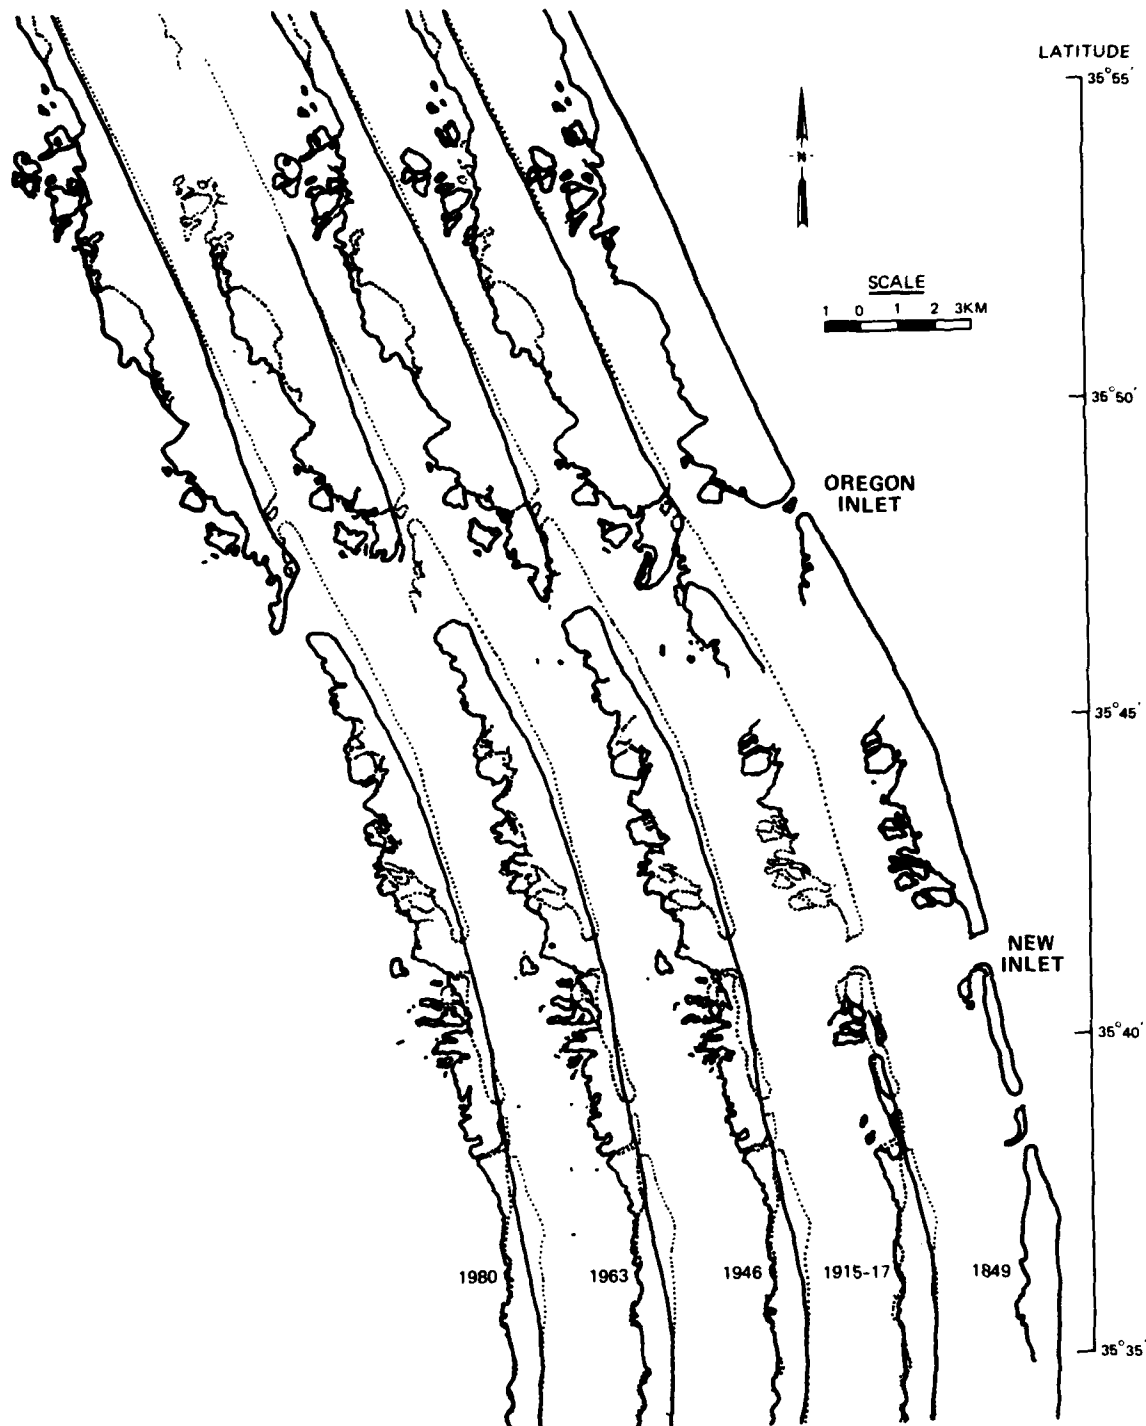 LATITUDE
35°55'
N
SCALE
1 0 1 2 3KM
35°50'
OREGON
INLET
35°45'
NEW
INLET
35°40'
1980 1963 1946 1915-17 1849
35°35'